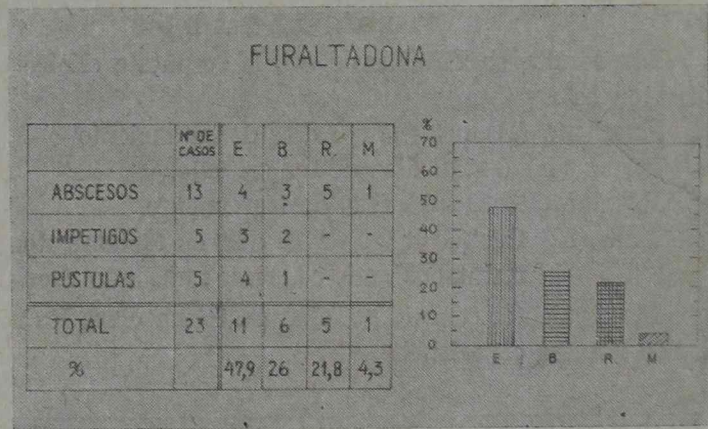 FURALTADONA
Nº DE CASOS E. B. R. M
ABSCESOS 13 4 3 5 1
IMPETIGOS 5 3 2 - -
PUSTULAS 5 4 1 - -
TOTAL 23 11 6 5 1
% 47,9 26 21,8 4,3
%
70
60
50
40
30
20
10
0
E B R M